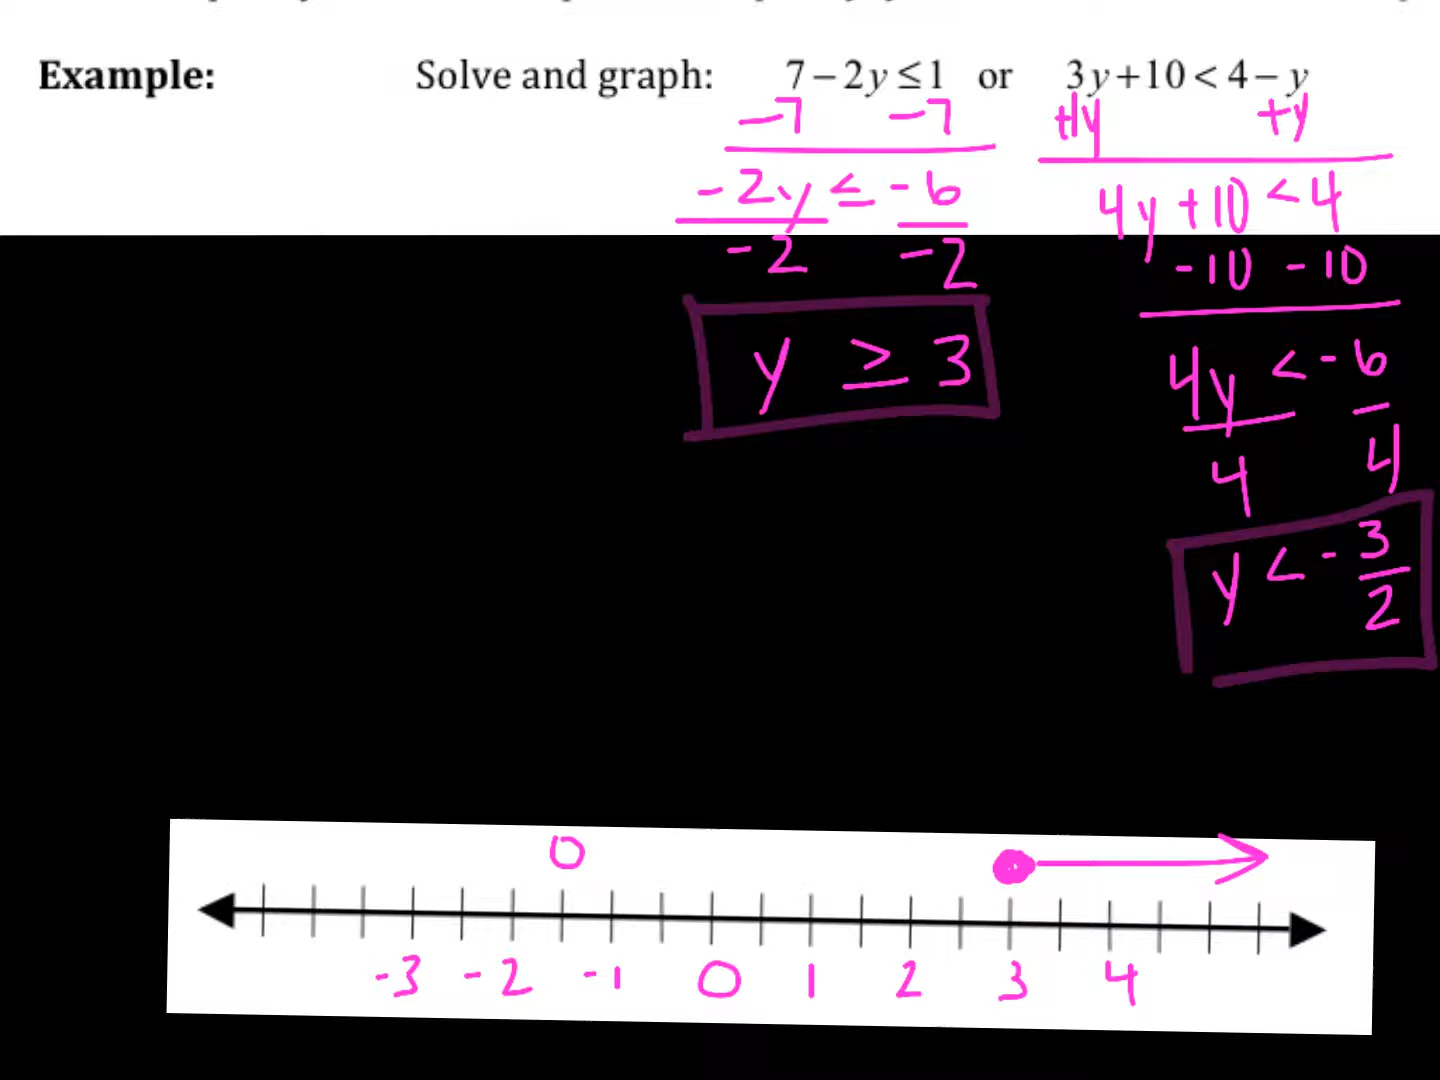 Example: Solve and graph: 7 − 2y ≤ 1 or 3y + 10 < 4 − y
-7 -7 +1y +y
-2y ≤ -6 4y + 10 < 4
-2 -2 -10 -10
y ≥ 3 4y < -6
4 4
y < - 3/2
-3 -2 -1 0 1 2 3 4